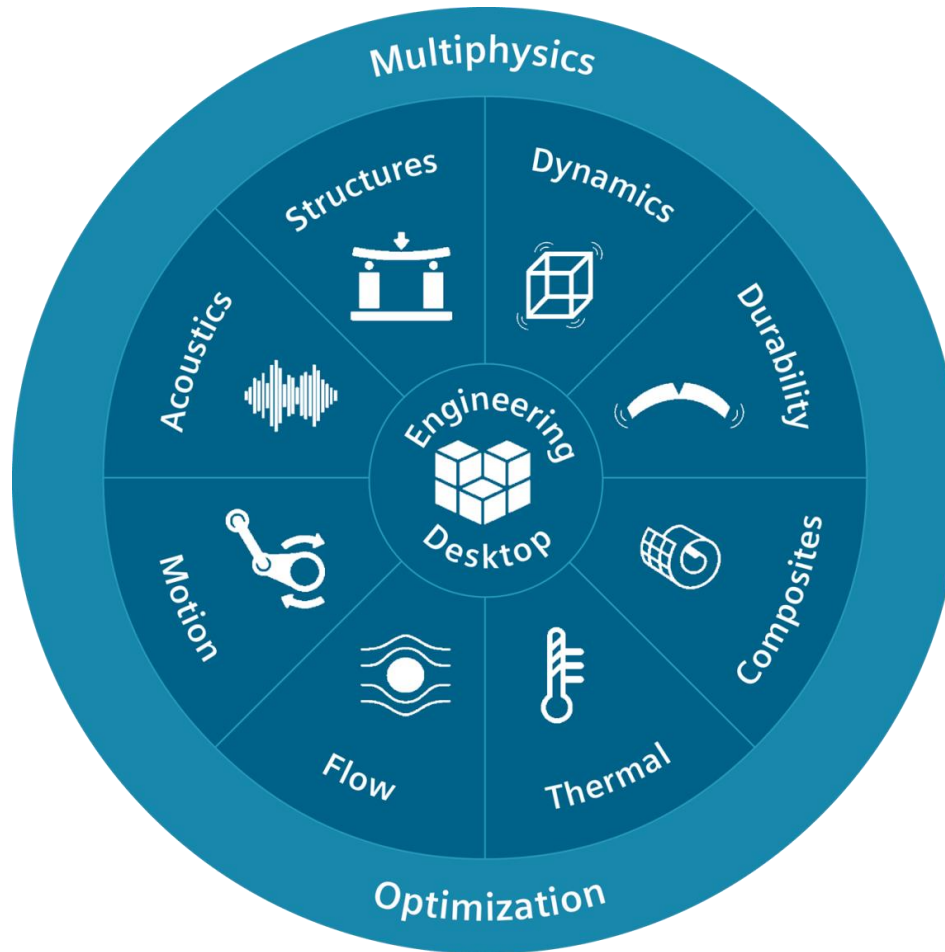 Multiphysics
Structures
Dynamics
Acoustics
Durability
Engineering
Desktop
Motion
Composites
Flow
Thermal
Optimization